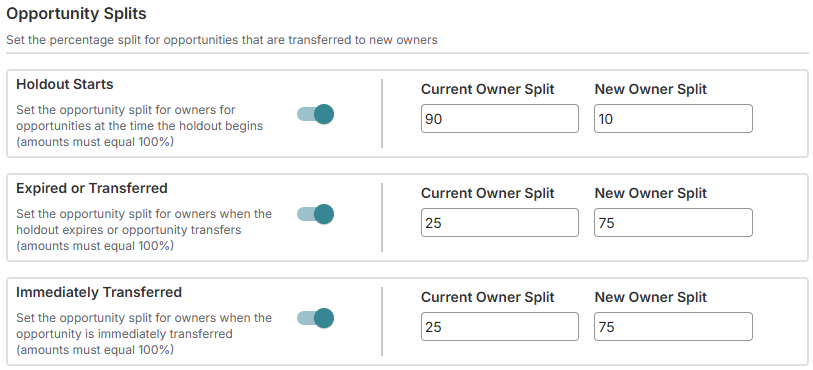 Opportunity Splits
Set the percentage split for opportunities that are transferred to new owners
Holdout Starts
Set the opportunity split for owners for
opportunities at the time the holdout begins
(amounts must equal 100%)
Current Owner Split
New Owner Split
90
10
Expired or Transferred
Set the opportunity split for owners when the
holdout expires or opportunity transfers
(amounts must equal 100%)
Current Owner Split
New Owner Split
25
75
Immediately Transferred
Set the opportunity split for owners when the
opportunity is immediately transferred
(amounts must equal 100%)
Current Owner Split
New Owner Split
25
75